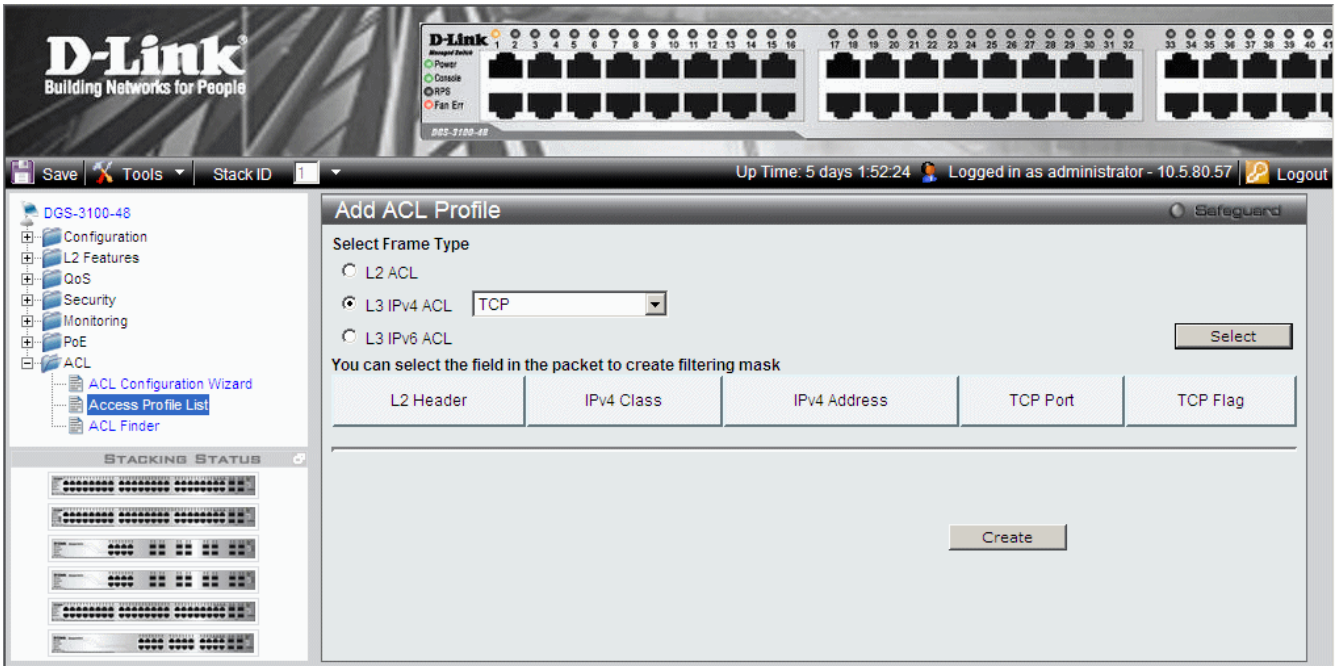 D-Link
Building Networks for People
D-Link
Managed Switch
Power
Console
RPS
Fan Err
DGS-3100-48
1 2 3 4 5 6 7 8 9 10 11 12 13 14 15 16
17 18 19 20 21 22 23 24 25 26 27 28 29 30 31 32
33 34 35 36 37 38 39 40 41
Save Tools Stack ID 1
Up Time: 5 days 1:52:24 Logged in as administrator - 10.5.80.57 Logout
DGS-3100-48
Configuration
L2 Features
QoS
Security
Monitoring
PoE
ACL
ACL Configuration Wizard
Access Profile List
ACL Finder
STACKING STATUS
Add ACL Profile
Safeguard
Select Frame Type
L2 ACL
L3 IPv4 ACL TCP
L3 IPv6 ACL
Select
You can select the field in the packet to create filtering mask
L2 Header IPv4 Class IPv4 Address TCP Port TCP Flag
Create